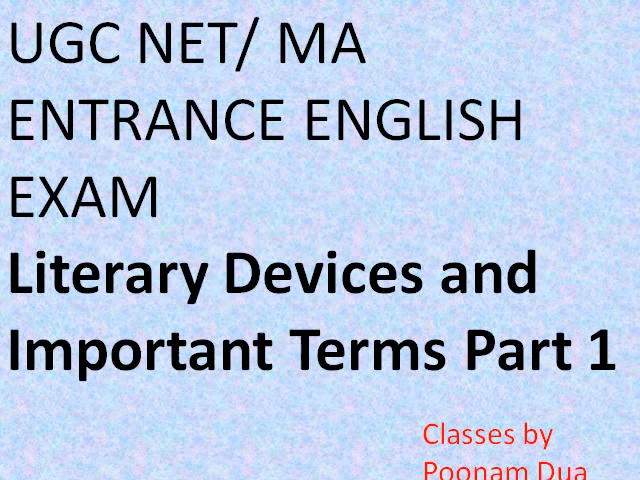 UGC NET/ MA
ENTRANCE ENGLISH
EXAM
Literary Devices and
Important Terms Part 1
Classes by
Poonam Dua